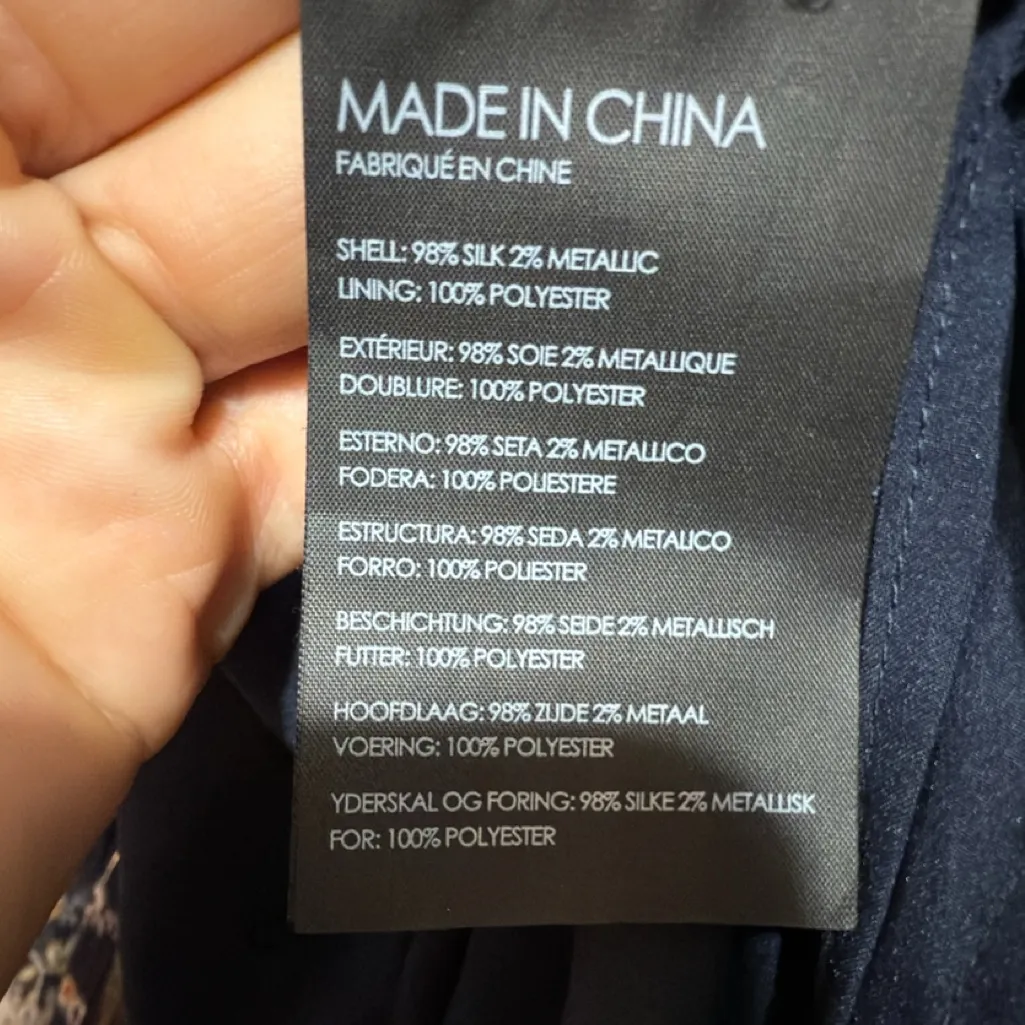 MADE IN CHINA
FABRIQUÉ EN CHINE
SHELL: 98% SILK 2% METALLIC
LINING: 100% POLYESTER
EXTÉRIEUR: 98% SOIE 2% METALLIQUE
DOUBLURE: 100% POLYESTER
ESTERNO: 98% SETA 2% METALLICO
FODERA: 100% POLIESTERE
ESTRUCTURA: 98% SEDA 2% METALICO
FORRO: 100% POLIESTER
BESCHICHTUNG: 98% SEIDE 2% METALLISCH
FUTTER: 100% POLYESTER
HOOFDLAAG: 98% ZIJDE 2% METAAL
VOERING: 100% POLYESTER
YDERSKAL OG FORING: 98% SILKE 2% METALLISK
FOR: 100% POLYESTER